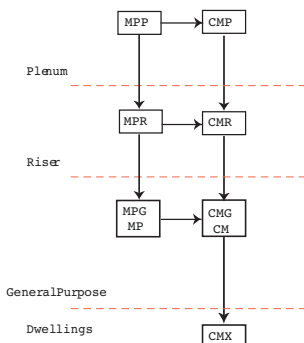 MPP
CMP
Plenum
MPR
CMR
Riser
MPG
MP
CMG
CM
GeneralPurpose
Dwellings
CMX